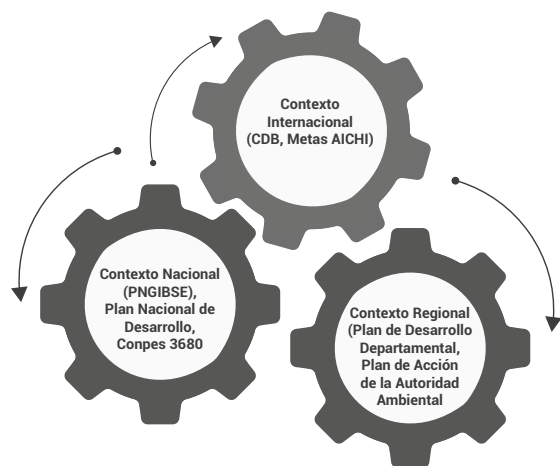 Contexto
Internacional
(CDB, Metas AICHI)
Contexto Nacional
(PNGIBSE),
Plan Nacional de
Desarrollo,
Conpes 3680
Contexto Regional
(Plan de Desarrollo
Departamental,
Plan de Acción
de la Autoridad
Ambiental